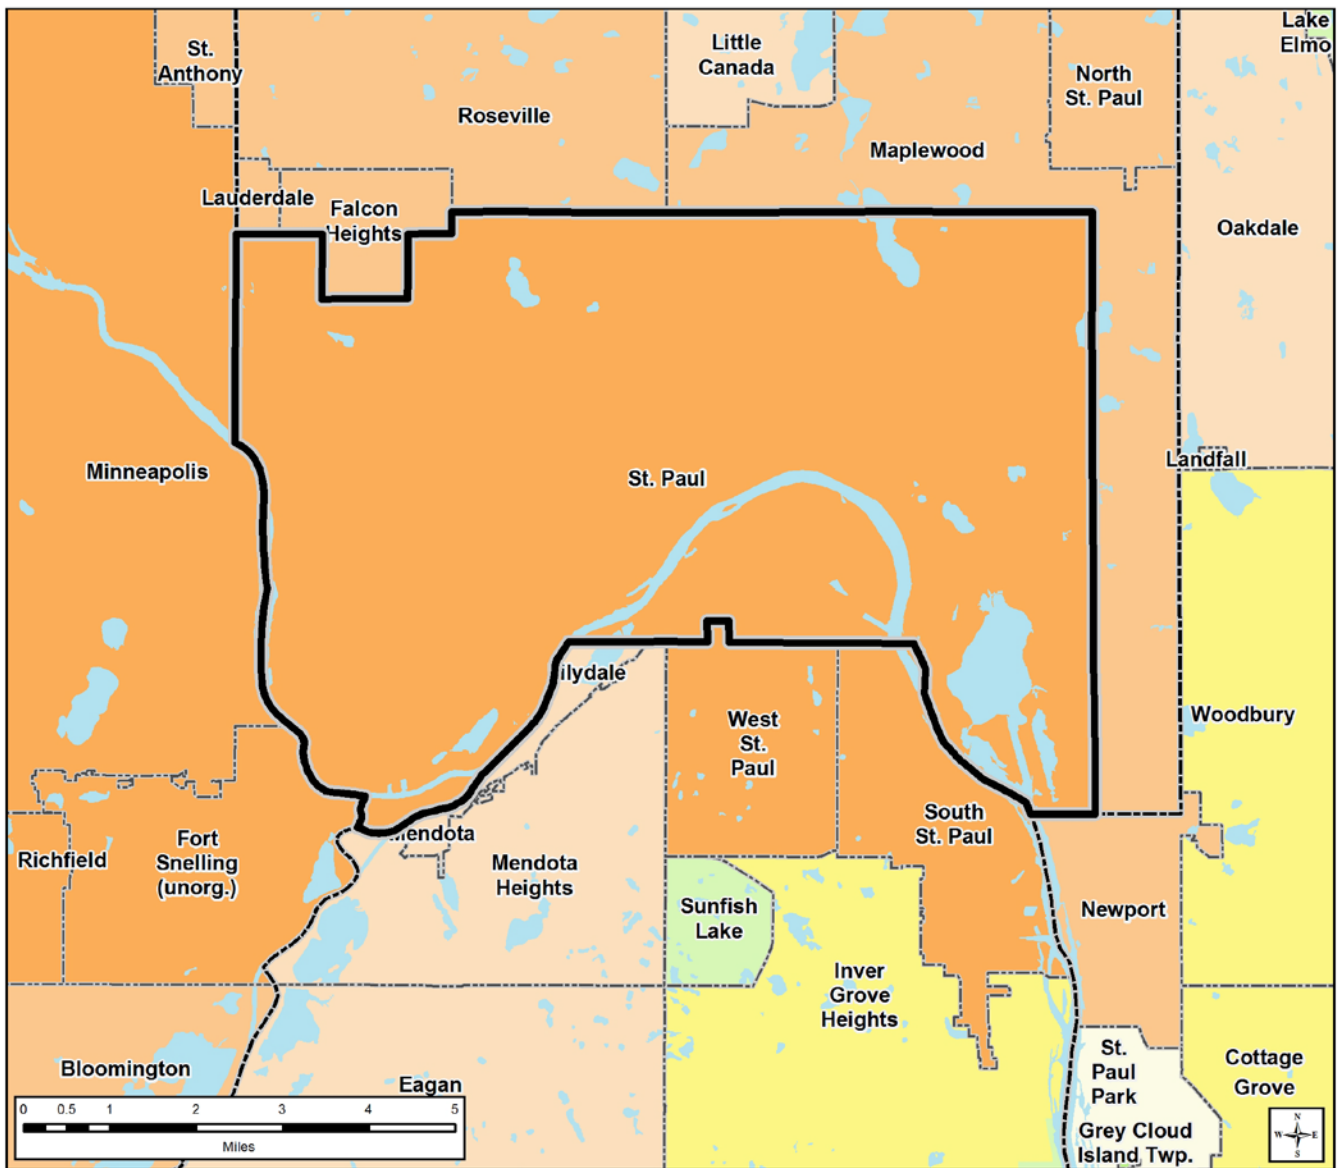 Lake
Elmo
St.
Anthony
Little
Canada
North
St. Paul
Roseville
Maplewood
Lauderdale
Falcon
Heights
Oakdale
Minneapolis
St. Paul
Landfall
ilydale
West
St.
Paul
Woodbury
South
St. Paul
Mendota
Richfield
Fort
Snelling
(unorg.)
Mendota
Heights
Sunfish
Lake
Newport
Inver
Grove
Heights
Bloomington
Eagan
St.
Paul
Park
Cottage
Grove
Grey Cloud
Island Twp.
0 0.5 1 2 3 4 5
Miles
N
W E
S